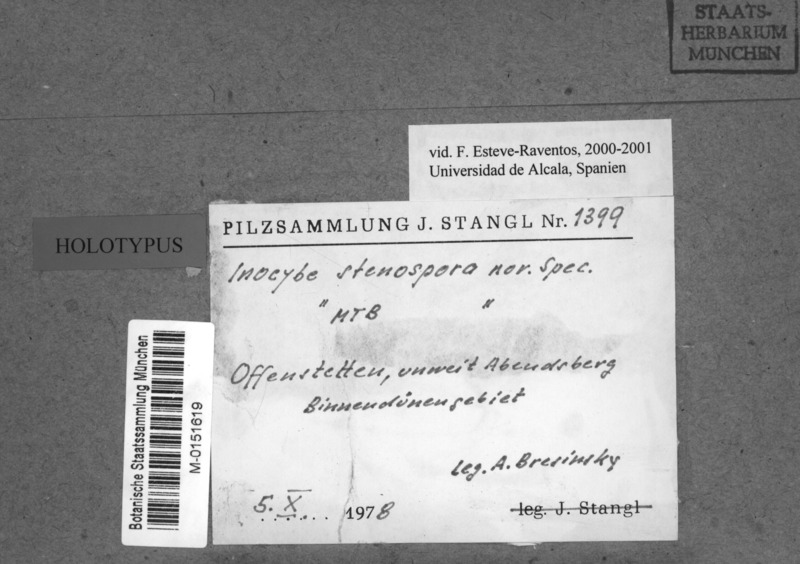 STAATS-
HERBARIUM
MÜNCHEN
vid. F. Esteve-Raventos, 2000-2001
Universidad de Alcala, Spanien
HOLOTYPUS
PILZSAMMLUNG J. STANGL Nr. 1399
Inocybe stenospora nov. Spec.
" MTB "
Offenstetten, unweit Abendsberg
Binnendünengebiet
leg. A. Bresinsky
5. X 1978
leg. J. Stangl
Botanische Staatssammlung München
M-0151619